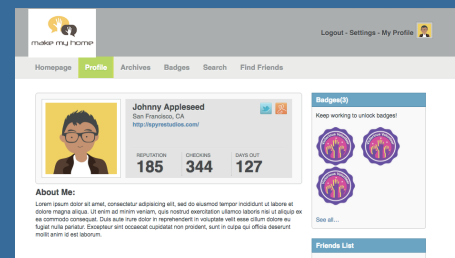 make my home
Logout - Settings - My Profile
Homepage Profile Archives Badges Search Find Friends
Johnny Appleseed
San Francisco, CA
http://spyrestudios.com/
REPUTATION CHECKINS DAYS OUT
185 344 127
About Me:
Lorem ipsum dolor sit amet, consectetur adipisicing elit, sed do eiusmod tempor incididunt ut labore et
dolore magna aliqua. Ut enim ad minim veniam, quis nostrud exercitation ullamco laboris nisi ut aliquip ex
ea commodo consequat. Duis aute irure dolor in reprehenderit in voluptate velit esse cillum dolore eu
fugiat nulla pariatur. Excepteur sint occaecat cupidatat non proident, sunt in culpa qui officia deserunt
mollit anim id est laborum.
Badges(3)
Keep working to unlock badges!
See all...
Friends List